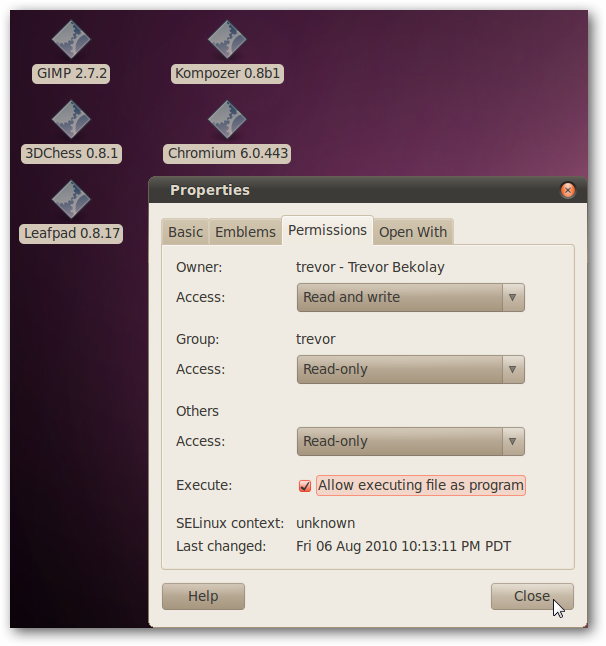 GIMP 2.7.2
Kompozer 0.8b1
3DChess 0.8.1
Chromium 6.0.443
Leafpad 0.8.17
Properties
Basic Emblems Permissions Open With
Owner: trevor - Trevor Bekolay
Access: Read and write
Group: trevor
Access: Read-only
Others
Access: Read-only
Execute: Allow executing file as program
SELinux context: unknown
Last changed: Fri 06 Aug 2010 10:13:11 PM PDT
Help Close